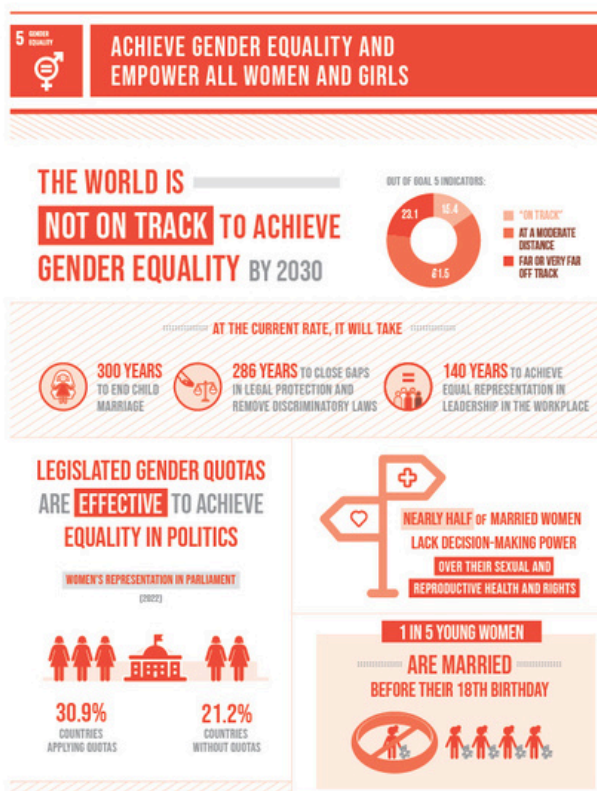 5 GENDER
EQUALITY
ACHIEVE GENDER EQUALITY AND
EMPOWER ALL WOMEN AND GIRLS
THE WORLD IS
NOT ON TRACK TO ACHIEVE
GENDER EQUALITY BY 2030
OUT OF GOAL 5 INDICATORS:
23.1
15.4
61.5
"ON TRACK"
AT A MODERATE
DISTANCE
FAR OR VERY FAR
OFF TRACK
AT THE CURRENT RATE, IT WILL TAKE
300 YEARS
TO END CHILD
MARRIAGE
286 YEARS TO CLOSE GAPS
IN LEGAL PROTECTION AND
REMOVE DISCRIMINATORY LAWS
140 YEARS TO ACHIEVE
EQUAL REPRESENTATION IN
LEADERSHIP IN THE WORKPLACE
LEGISLATED GENDER QUOTAS
ARE EFFECTIVE TO ACHIEVE
EQUALITY IN POLITICS
WOMEN'S REPRESENTATION IN PARLIAMENT
(2022)
30.9%
COUNTRIES
APPLYING QUOTAS
21.2%
COUNTRIES
WITHOUT QUOTAS
NEARLY HALF OF MARRIED WOMEN
LACK DECISION-MAKING POWER
OVER THEIR SEXUAL AND
REPRODUCTIVE HEALTH AND RIGHTS
1 IN 5 YOUNG WOMEN
ARE MARRIED
BEFORE THEIR 18TH BIRTHDAY